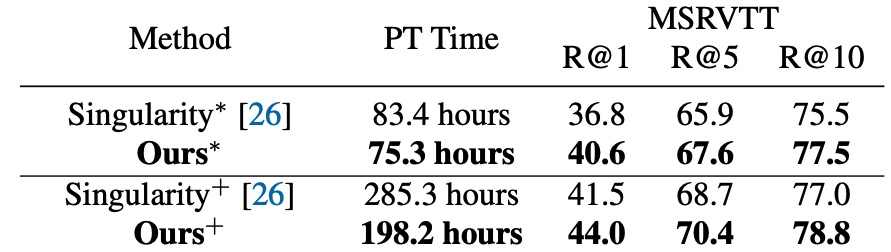 Method PT Time MSRVTT
R@1 R@5 R@10
Singularity* [26] 83.4 hours 36.8 65.9 75.5
Ours* 75.3 hours 40.6 67.6 77.5
Singularity+ [26] 285.3 hours 41.5 68.7 77.0
Ours+ 198.2 hours 44.0 70.4 78.8